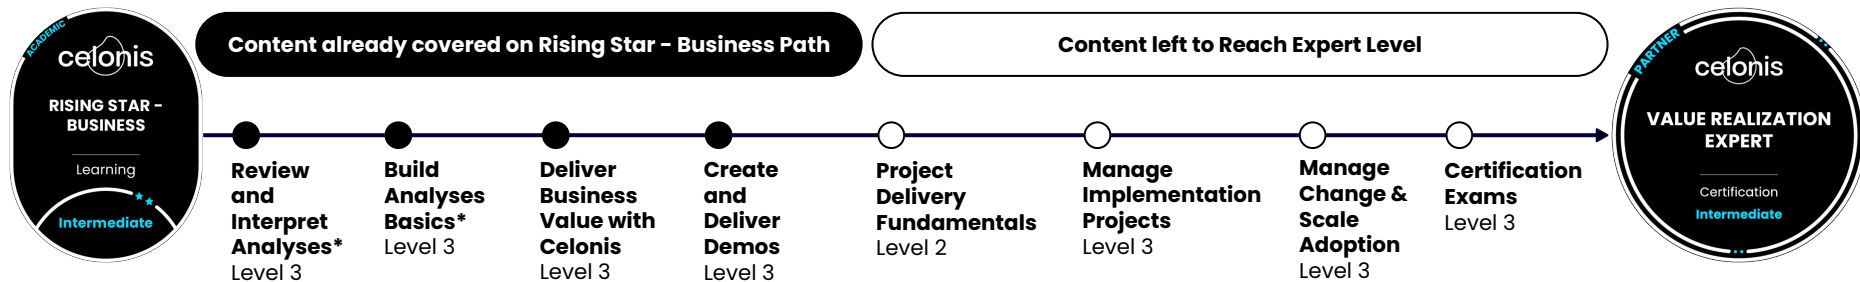 ACADEMIC
celonis
RISING STAR –
BUSINESS
Learning
Intermediate
Content already covered on Rising Star – Business Path
Content left to Reach Expert Level
Review
and
Interpret
Analyses*
Level 3
Build
Analyses
Basics*
Level 3
Deliver
Business
Value with
Celonis
Level 3
Create
and
Deliver
Demos
Level 3
Project
Delivery
Fundamentals
Level 2
Manage
Implementation
Projects
Level 3
Manage
Change &
Scale
Adoption
Level 3
Certification
Exams
Level 3
PARTNER
celonis
VALUE REALIZATION
EXPERT
Certification
Intermediate